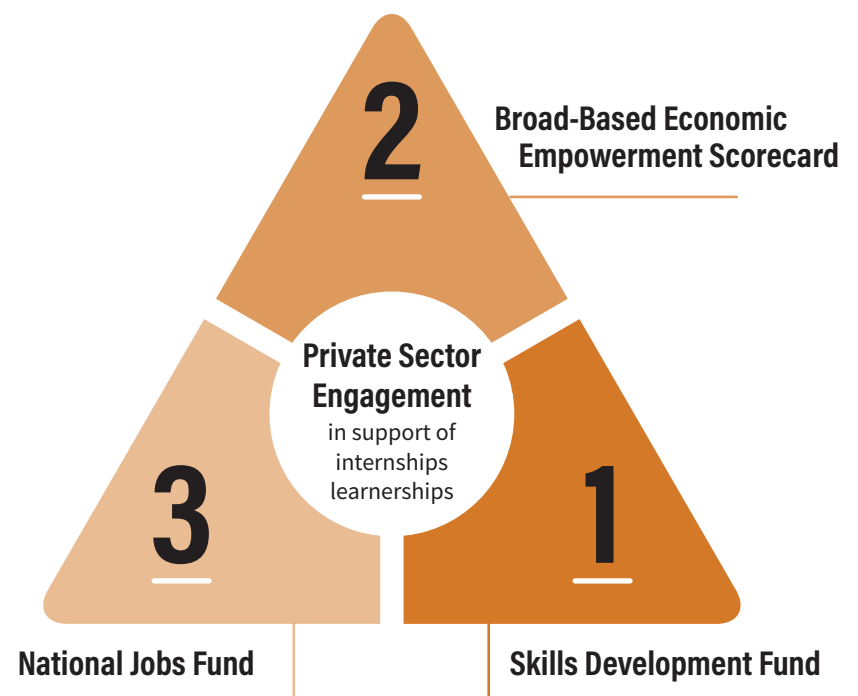 2
Broad-Based Economic
Empowerment Scorecard
Private Sector
Engagement
in support of
internships
learnerships
3
1
National Jobs Fund
Skills Development Fund